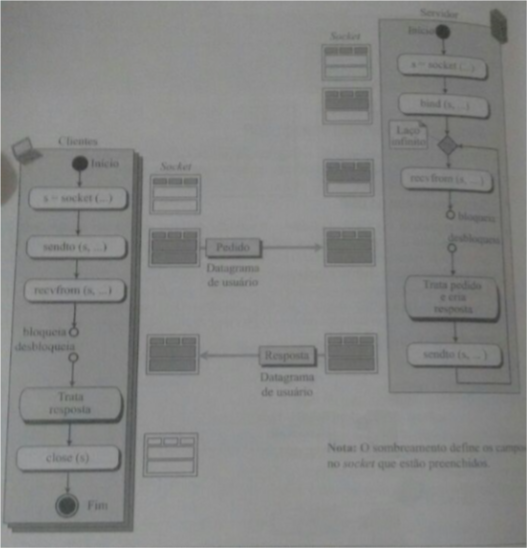 Servidor
Início
Socket
s = socket (...)
bind (s, ...)
Laço
infinito
recvfrom (s, ...)
bloqueia
desbloqueia
Trata pedido
e cria
resposta
sendto (s, ... )
Clientes
Início
Socket
s = socket (...)
sendto (s, ...)
recvfrom (s, ...)
bloqueia
desbloqueia
Trata
resposta
close (s)
Fim
Pedido
Datagrama
de usuário
Resposta
Datagrama
de usuário
Nota: O sombreamento define os campo
no socket que estão preenchidos.